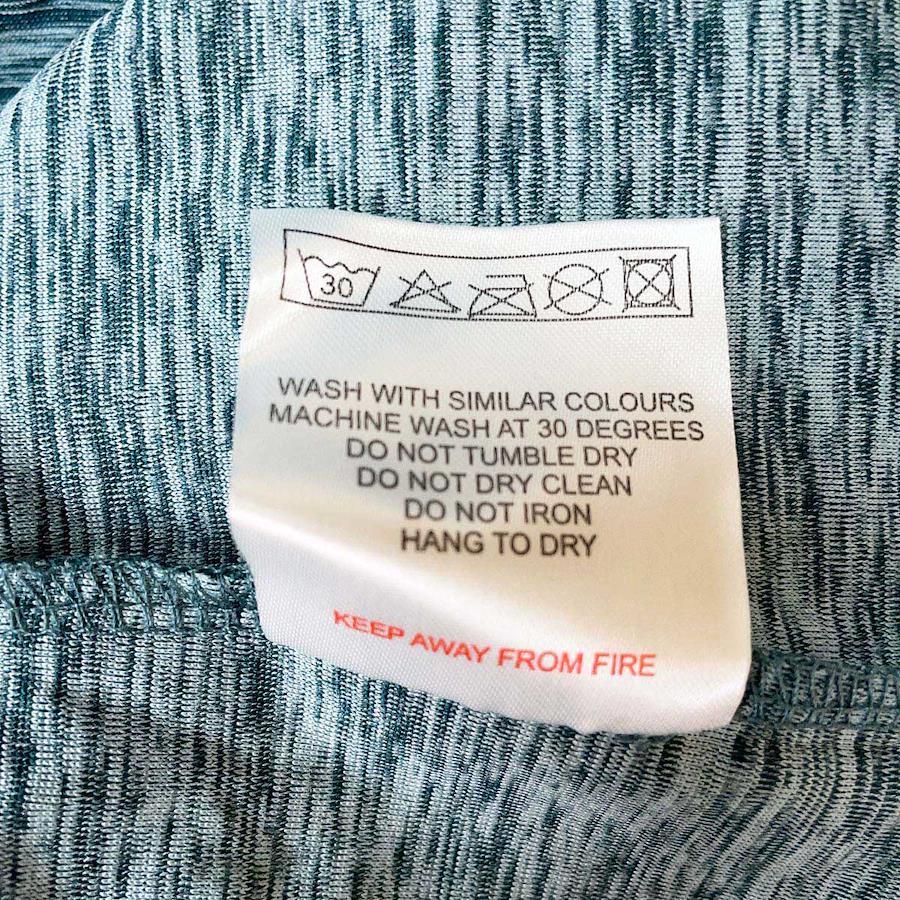 30
WASH WITH SIMILAR COLOURS
MACHINE WASH AT 30 DEGREES
DO NOT TUMBLE DRY
DO NOT DRY CLEAN
DO NOT IRON
HANG TO DRY
KEEP AWAY FROM FIRE